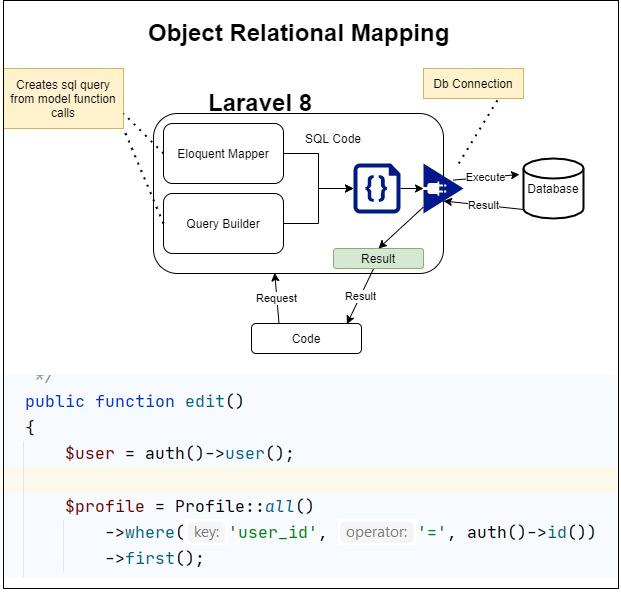 Object Relational Mapping
Creates sql query
from model function
calls
Laravel 8
Db Connection
Eloquent Mapper
SQL Code
{}
Query Builder
Execute
Database
Result
Result
Request
Result
Code
*/
public function edit()
{
$user = auth()->user();
$profile = Profile::all()
->where( key: 'user_id', operator: '=', auth()->id())
->first();